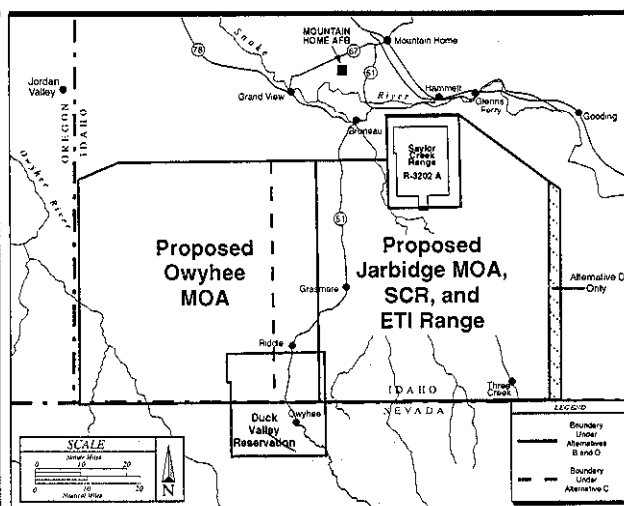 78
Snake
MOUNTAIN
HOME AFB
67
Mountain Home
51
Jordan
Valley
Grand View
River
Hammett
Glenns
Ferry
Gooding
Bruneau
OREGON
IDAHO
Owyhee River
Saylor
Creek
Range
R-3202 A
51
Proposed
Owyhee
MOA
Proposed
Jarbidge MOA,
SCR, and
ETI Range
Alternative D
Only
Grasmere
Riddle
Three
Creek
IDAHO
NEVADA
Duck
Valley
Reservation
Owyhee
SCALE
Statute Miles
0 10 20
0 10 20
Nautical Miles
N
LEGEND
Boundary
Under
Alternatives
B and D
Boundary
Under
Alternative C